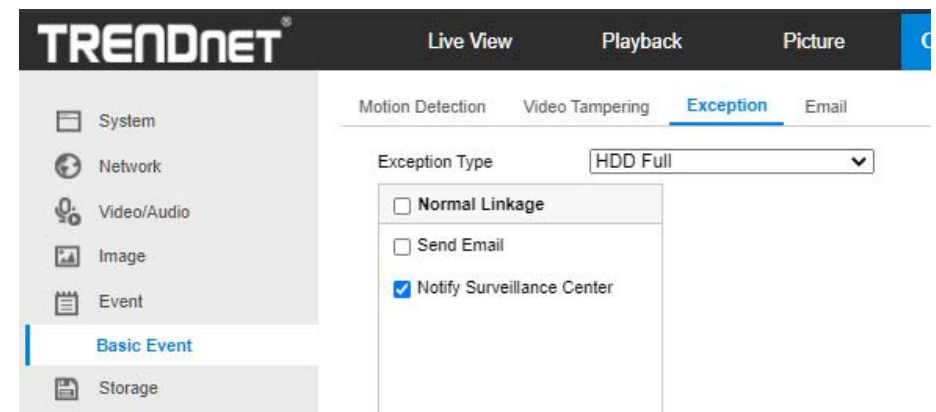 TRENDNET®
Live View Playback Picture
Motion Detection Video Tampering Exception Email
System
Network
Video/Audio
Image
Event
Basic Event
Storage
Exception Type HDD Full
Normal Linkage
Send Email
Notify Surveillance Center